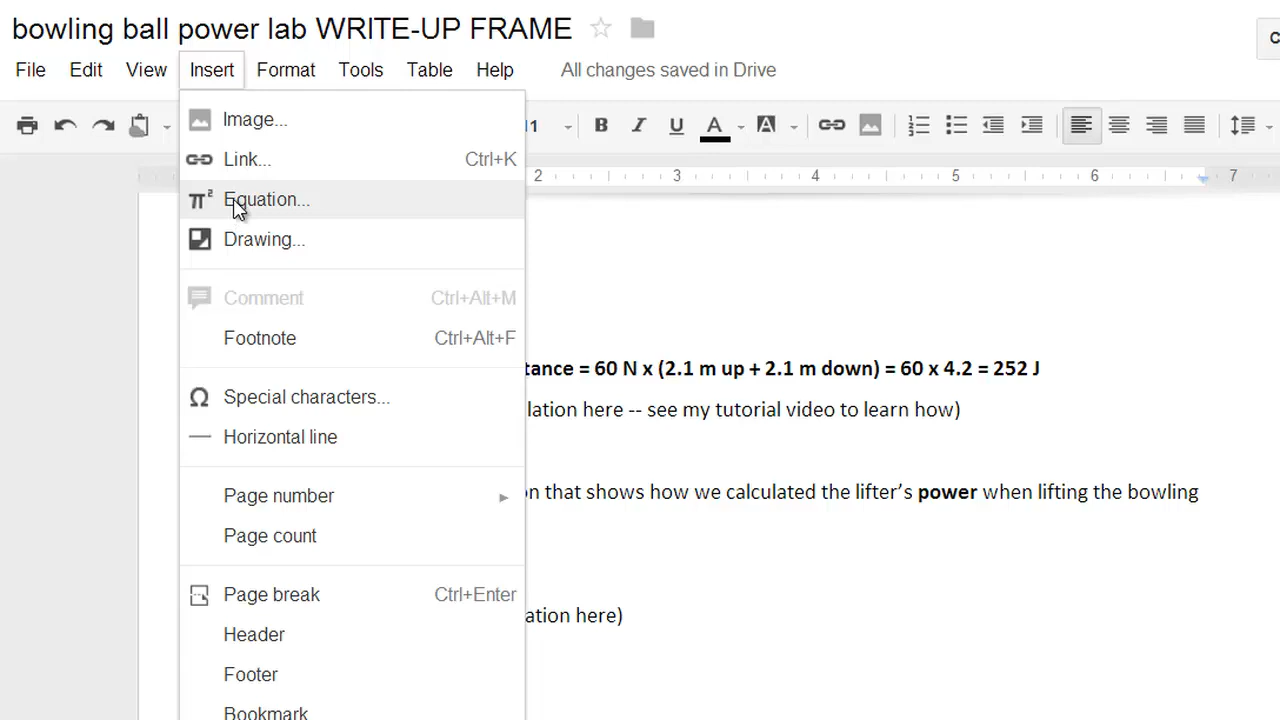 bowling ball power lab WRITE-UP FRAME
File Edit View Insert Format Tools Table Help All changes saved in Drive
11
Image...
Link... Ctrl+K
2 3 4 5 6 7
π² Equation...
Drawing...
Comment Ctrl+Alt+M
Footnote Ctrl+Alt+F
tance = 60 N x (2.1 m up + 2.1 m down) = 60 x 4.2 = 252 J
Special characters...
lation here -- see my tutorial video to learn how)
Horizontal line
Page number
on that shows how we calculated the lifter's power when lifting the bowling
Page count
Page break Ctrl+Enter
ation here)
Header
Footer
Bookmark